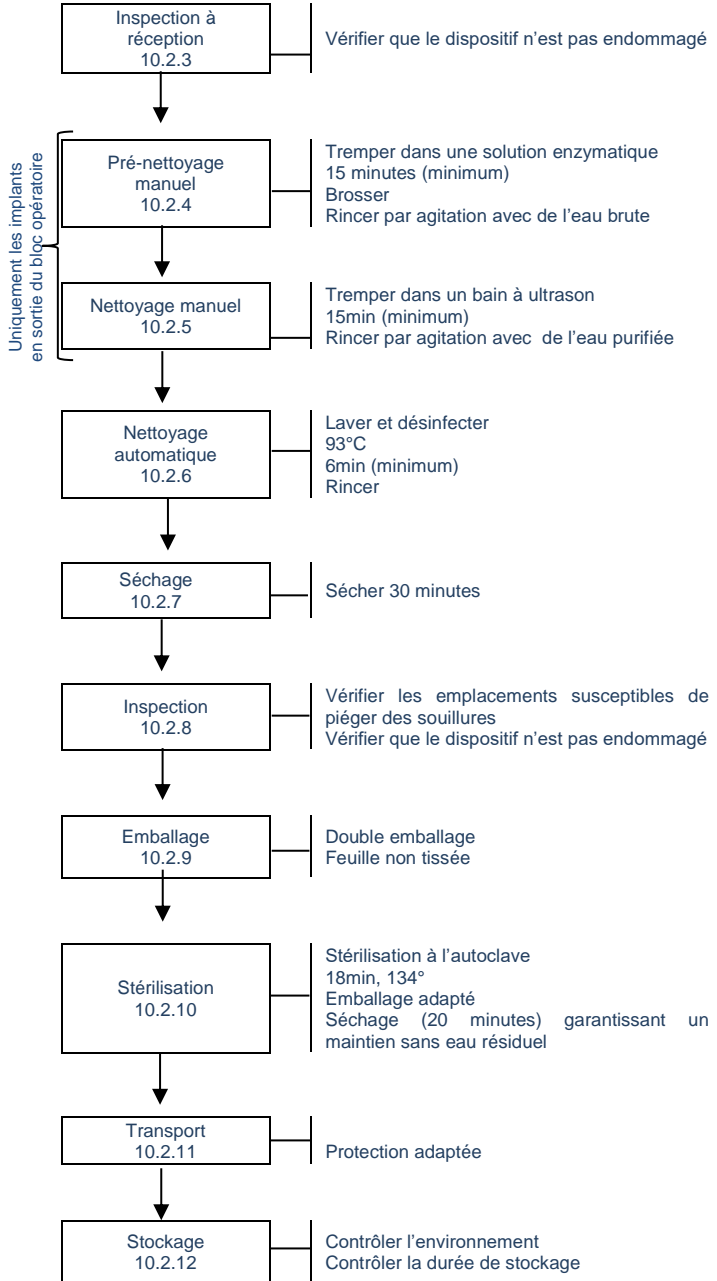 Inspection à
réception
10.2.3
Vérifier que le dispositif n'est pas endommagé
Uniquement les implants
en sortie du bloc opératoire
Pré-nettoyage
manuel
10.2.4
Tremper dans une solution enzymatique
15 minutes (minimum)
Brosser
Rincer par agitation avec de l'eau brute
Nettoyage manuel
10.2.5
Tremper dans un bain à ultrason
15min (minimum)
Rincer par agitation avec de l'eau purifiée
Nettoyage
automatique
10.2.6
Laver et désinfecter
93°C
6min (minimum)
Rincer
Séchage
10.2.7
Sécher 30 minutes
Inspection
10.2.8
Vérifier les emplacements susceptibles de
piéger des souillures
Vérifier que le dispositif n'est pas endommagé
Emballage
10.2.9
Double emballage
Feuille non tissée
Stérilisation
10.2.10
Stérilisation à l'autoclave
18min, 134°
Emballage adapté
Séchage (20 minutes) garantissant un
maintien sans eau résiduel
Transport
10.2.11
Protection adaptée
Stockage
10.2.12
Contrôler l'environnement
Contrôler la durée de stockage